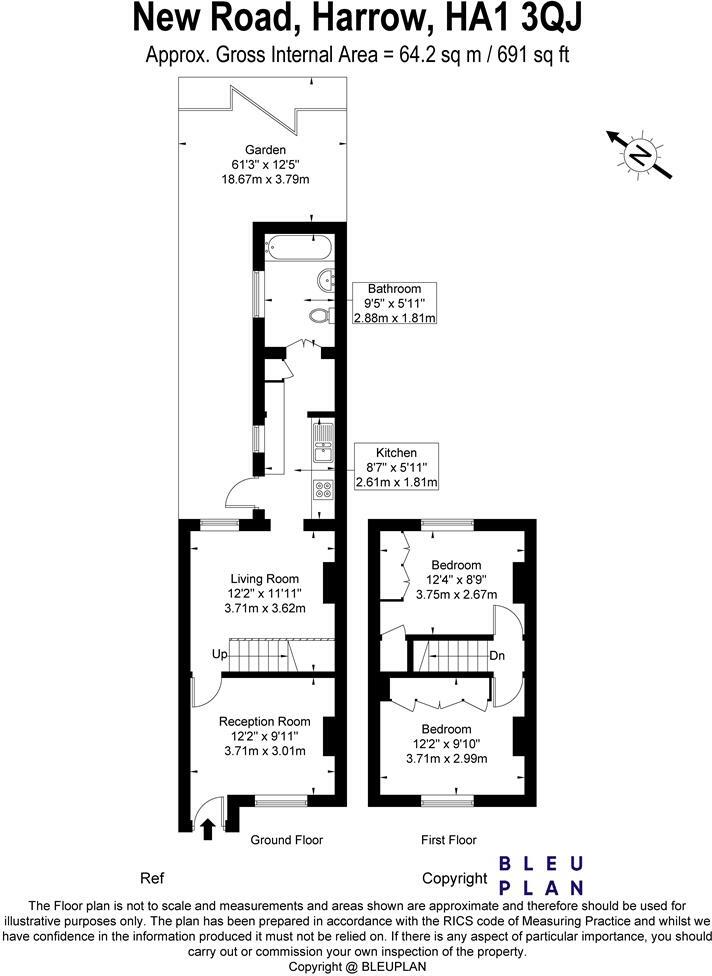 New Road, Harrow, HA1 3QJ
Approx. Gross Internal Area = 64.2 sq m / 691 sq ft
Garden
61'3" x 12'5"
18.67m x 3.79m
N
Bathroom
9'5" x 5'11"
2.88m x 1.81m
Kitchen
8'7" x 5'11"
2.61m x 1.81m
Living Room
12'2" x 11'11"
3.71m x 3.62m
Up
Reception Room
12'2" x 9'11"
3.71m x 3.01m
Ground Floor
Bedroom
12'4" x 8'9"
3.75m x 2.67m
Dn
Bedroom
12'2" x 9'10"
3.71m x 2.99m
First Floor
Ref
Copyright
BLEU
PLAN
The Floor plan is not to scale and measurements and areas shown are approximate and therefore should be used for
illustrative purposes only. The plan has been prepared in accordance with the RICS code of Measuring Practice and whilst we
have confidence in the information produced it must not be relied on. If there is any aspect of particular importance, you should
carry out or commission your own inspection of the property.
Copyright @ BLEUPLAN